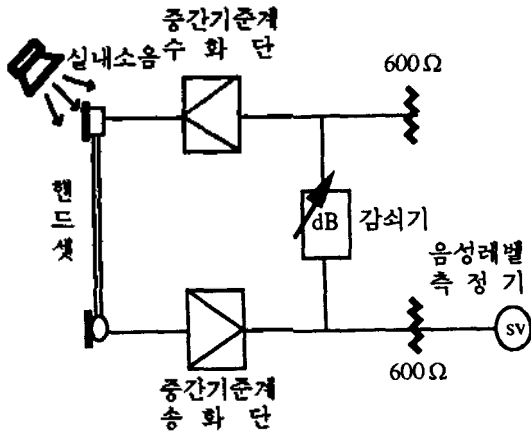 중간기준계
수 화 단
실내소음
600Ω
핸드셋
dB
감쇠기
음성레벨
측 정 기
sv
600Ω
중간기준계
송 화 단